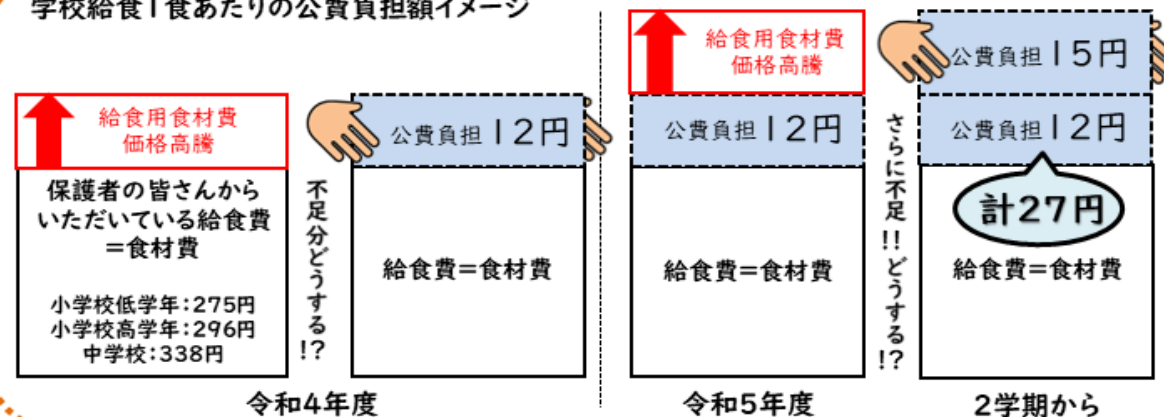 学校給食1食あたりの公費負担額イメージ
給食用食材費
価格高騰
保護者の皆さんから
いただいている給食費
=食材費
小学校低学年:275円
小学校高学年:296円
中学校:338円
不足分どうする!?
公費負担12円
給食費=食材費
令和4年度
給食用食材費
価格高騰
公費負担12円
給食費=食材費
令和5年度
さらに不足!!どうする!?
公費負担15円
公費負担12円
計27円
給食費=食材費
2学期から